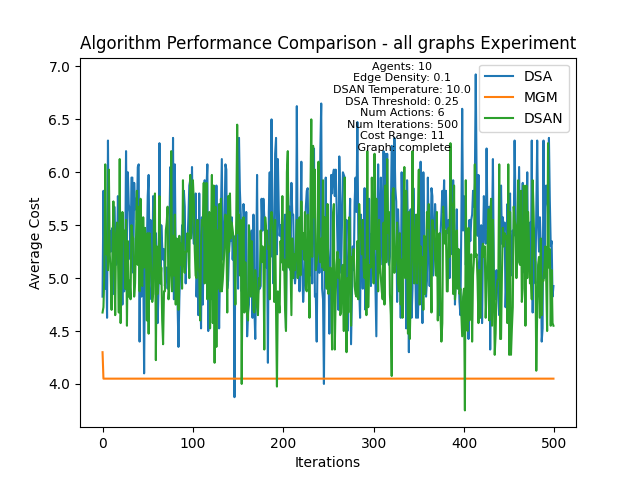 Algorithm Performance Comparison - all graphs Experiment
Agents: 10
Edge Density: 0.1
DSAN Temperature: 10.0
DSA Threshold: 0.25
Num Actions: 6
Num Iterations: 500
Cost Range: 11
Graph: complete
DSA
MGM
DSAN
7.0
6.5
6.0
5.5
5.0
4.5
4.0
Average Cost
0
100
200
300
400
500
Iterations